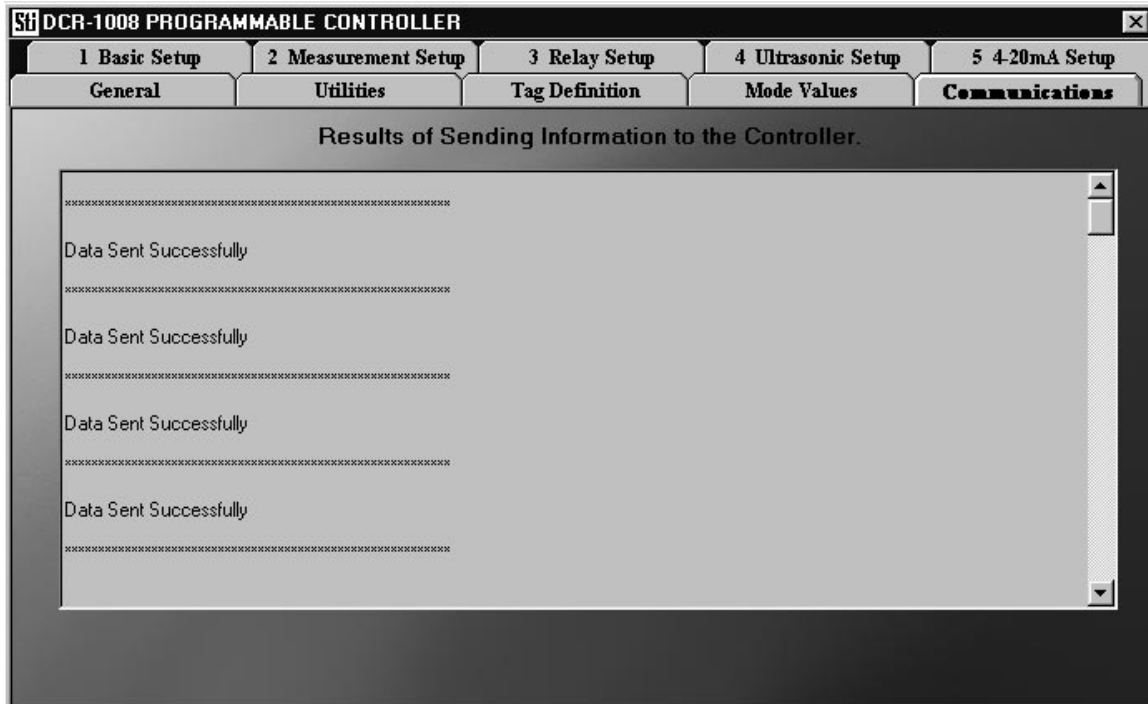 Sti DCR-1008 PROGRAMMABLE CONTROLLER
1 Basic Setup 2 Measurement Setup 3 Relay Setup 4 Ultrasonic Setup 5 4-20mA Setup
General Utilities Tag Definition Mode Values Communications
Results of Sending Information to the Controller.
**********************************************************
Data Sent Successfully
**********************************************************
Data Sent Successfully
**********************************************************
Data Sent Successfully
**********************************************************
Data Sent Successfully
**********************************************************